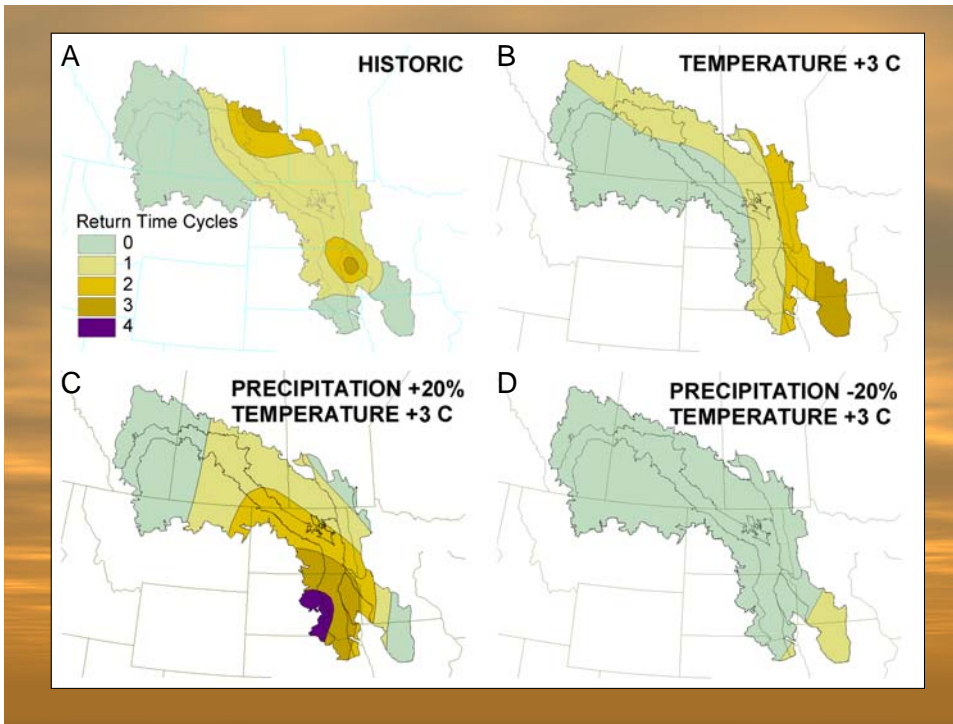 A
HISTORIC
Return Time Cycles
0
1
2
3
4
B
TEMPERATURE +3 C
C
PRECIPITATION +20%
TEMPERATURE +3 C
D
PRECIPITATION -20%
TEMPERATURE +3 C